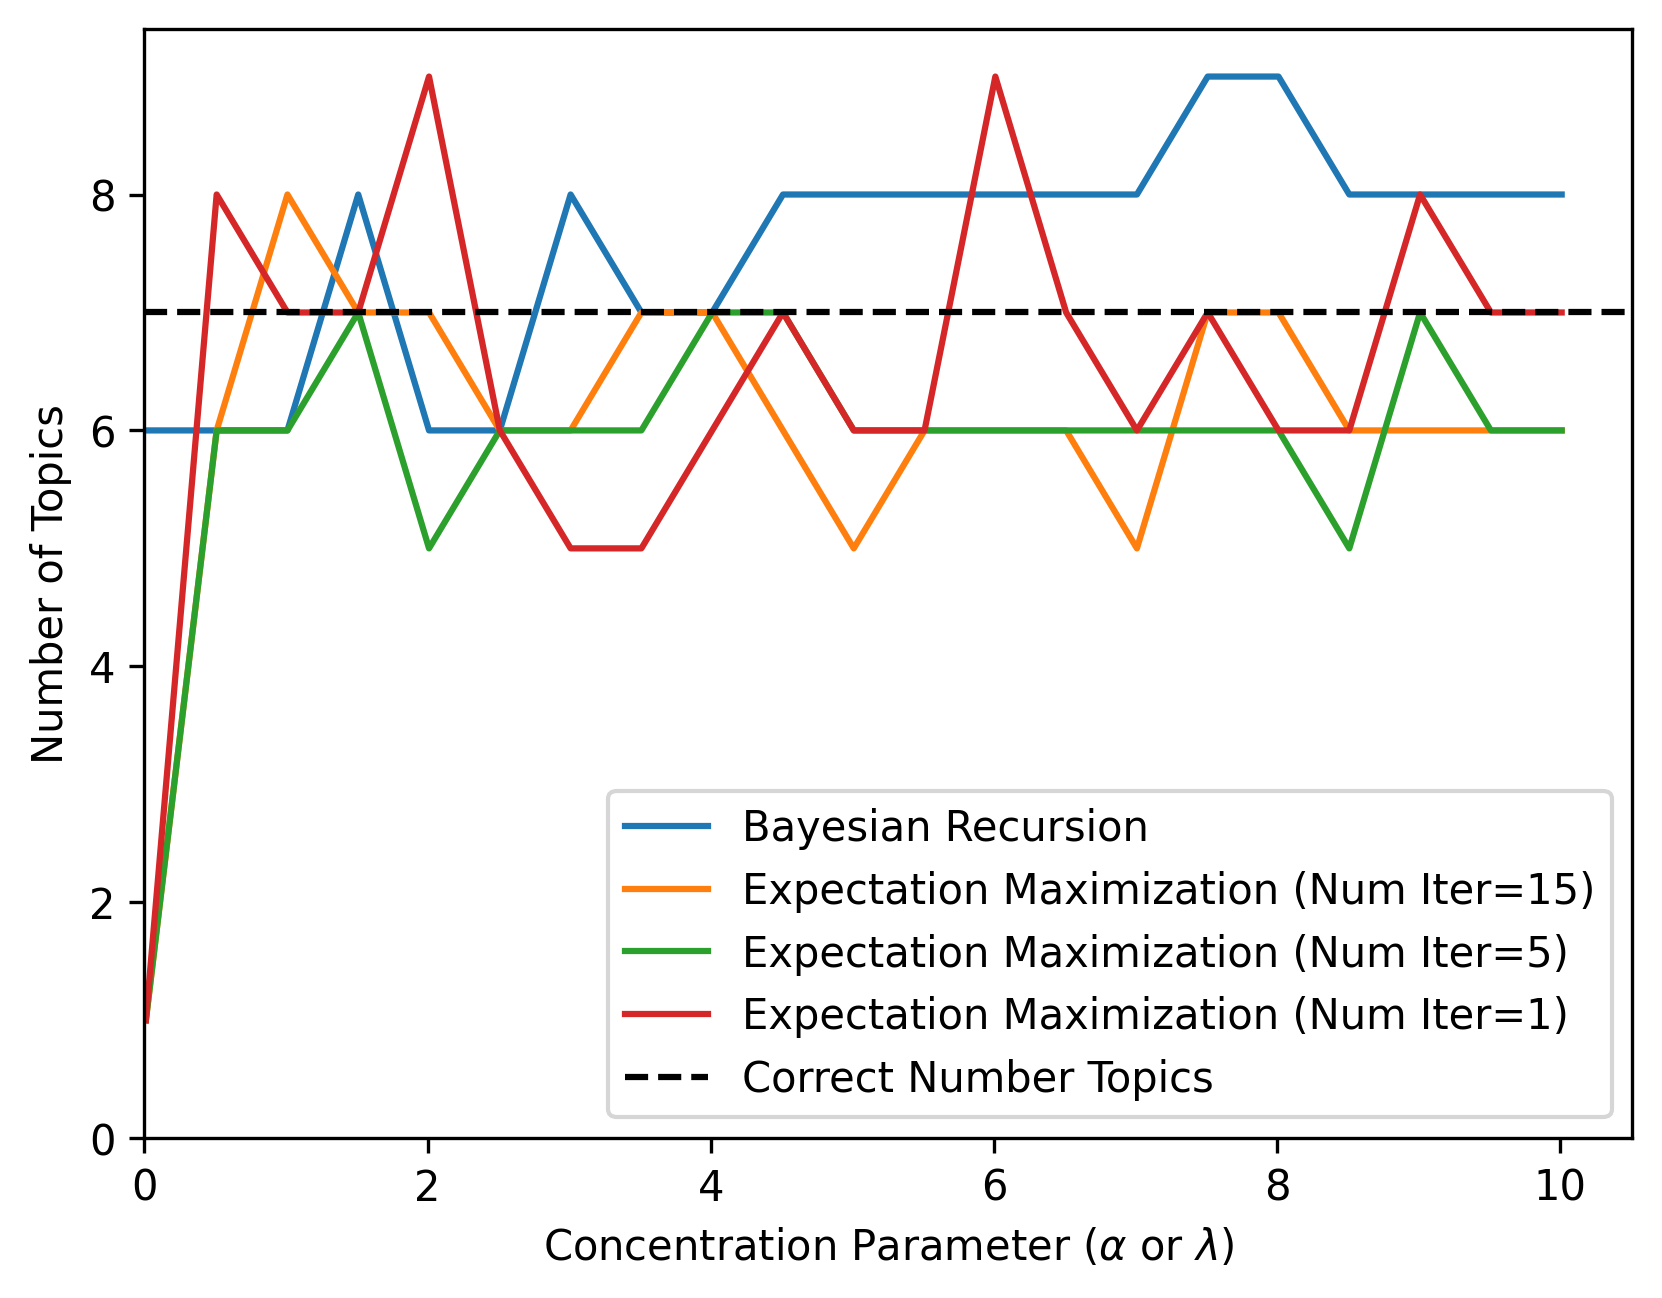 8
6
4
2
0
Number of Topics
0 2 4 6 8 10
Concentration Parameter (α or λ)
Bayesian Recursion
Expectation Maximization (Num Iter=15)
Expectation Maximization (Num Iter=5)
Expectation Maximization (Num Iter=1)
Correct Number Topics